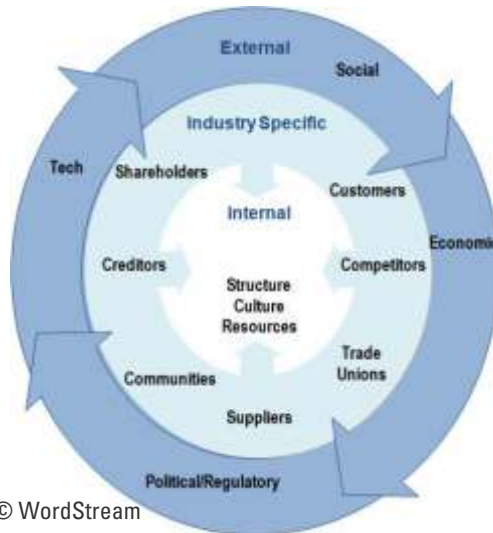 External
Social
Industry Specific
Tech
Shareholders
Customers
Internal
Economic
Creditors
Competitors
Structure
Culture
Resources
Trade
Unions
Communities
Suppliers
Political/Regulatory
© WordStream